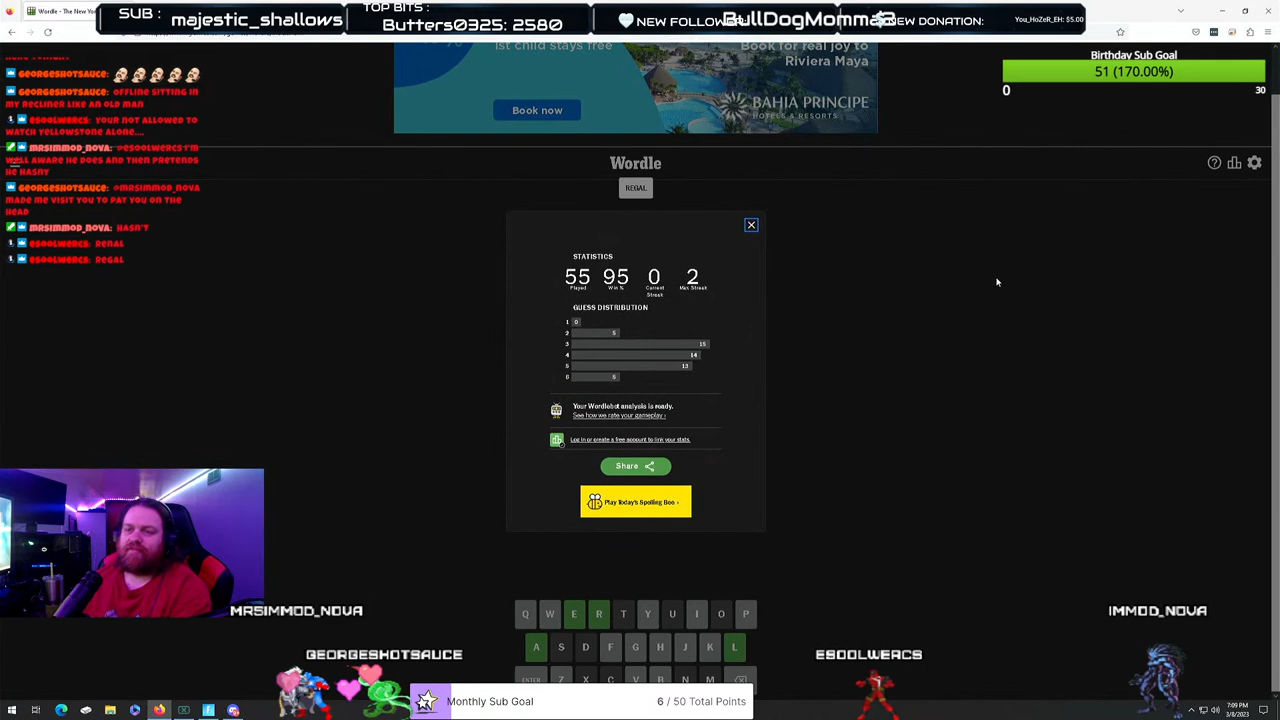 Wordle - The New Yor
SUB :
majestic_shallows
TOP BITS :
Butters0325: 2580
NEW FOLLOWER
BullDogMomma2
NEW DONATION:
You_HoZeR_EH: $5.00
Birthday Sub Goal
51 (170.00%)
0
30
GEORGESHOTSAUCE:
GEORGESHOTSAUCE: OFFLINE SITTING IN
MY RECLINER LIKE AN OLD MAN
ESOOLWERCS: YOUR NOT ALLOWED TO
WATCH YELLOWSTONE ALONE....
MRSIMMOD_NOVA: @ESOOLWERCS I'M
WELL AWARE HE DOES AND THEN PRETENDS
HE HASNY
GEORGESHOTSAUCE: @MRSIMMOD_NOVA
MADE ME VISIT YOU TO PAT YOU ON THE
HEAD
MRSIMMOD_NOVA: HASN'T
ESOOLWERCS: RENAL
ESOOLWERCS: REGAL
1st child stays free
Book now
Book for real joy to
Riviera Maya
BAHIA PRINCIPE
HOTELS & RESORTS
Wordle
REGAL
STATISTICS
55 95 0 2
Played Win % Current Streak Max Streak
GUESS DISTRIBUTION
1 0
2 5
3 15
4 14
5 13
6 5
Your Wordlebot analysis is ready.
See how we rate your gameplay ›
Log in or create a free account to link your stats.
Share
Play Today's Spelling Bee ›
Q W E R T Y U I O P
A S D F G H J K L
ENTER Z X C V B N M
MRSIMMOD_NOVA
IMMOD_NOVA
GEORGESHOTSAUCE
ESOOLWERCS
Monthly Sub Goal
6 / 50 Total Points
7:09 PM
3/8/2023